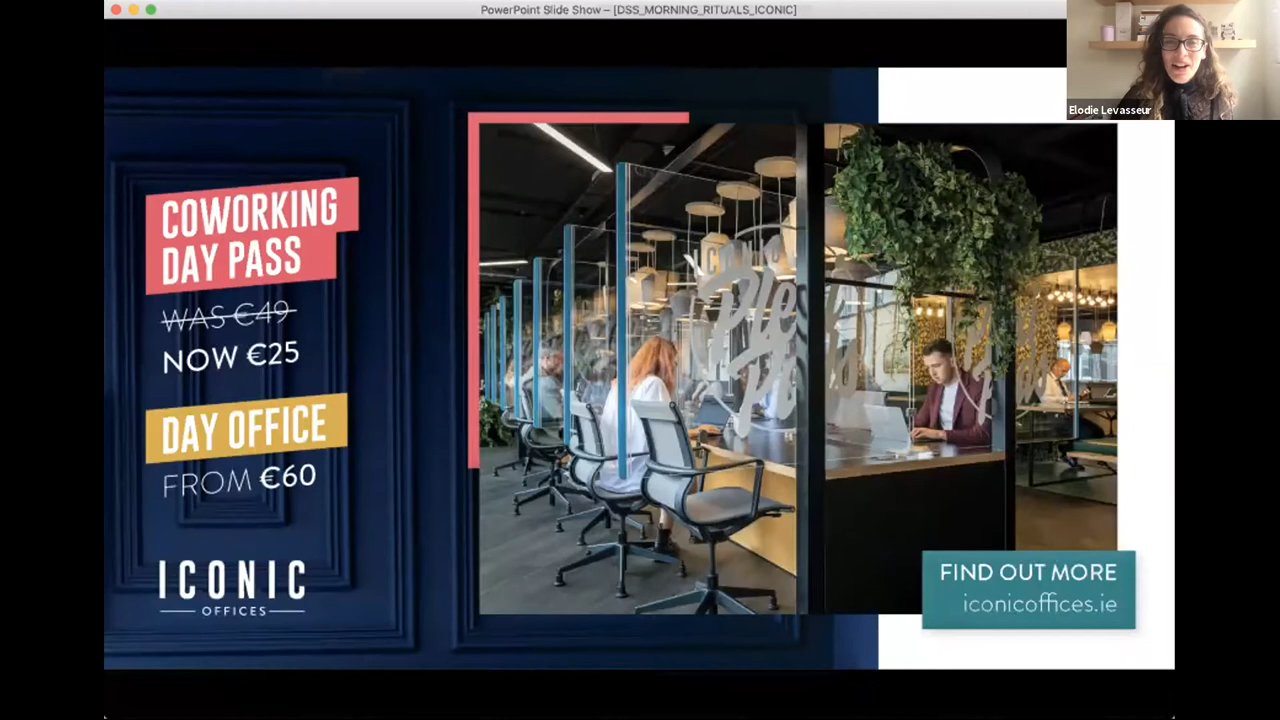 PowerPoint Slide Show – [DSS_MORNING_RITUALS_ICONIC]
Elodie Levasseur
COWORKING
DAY PASS
WAS €49
NOW €25
DAY OFFICE
FROM €60
ICONIC
OFFICES
FIND OUT MORE
iconicoffices.ie